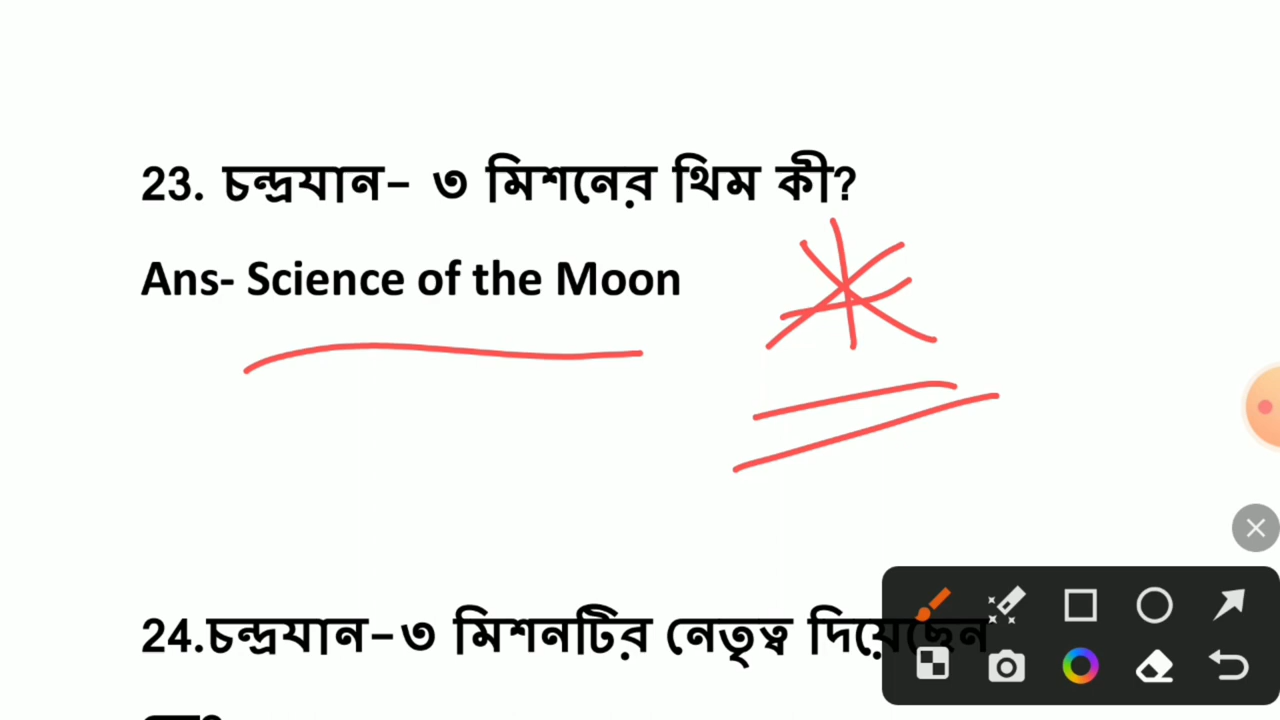 23. চন্দ্রযান- ৩ মিশনের থিম কী?
Ans- Science of the Moon
24.চন্দ্রযান-৩ মিশনটির নেতৃত্ব দিয়েছেন